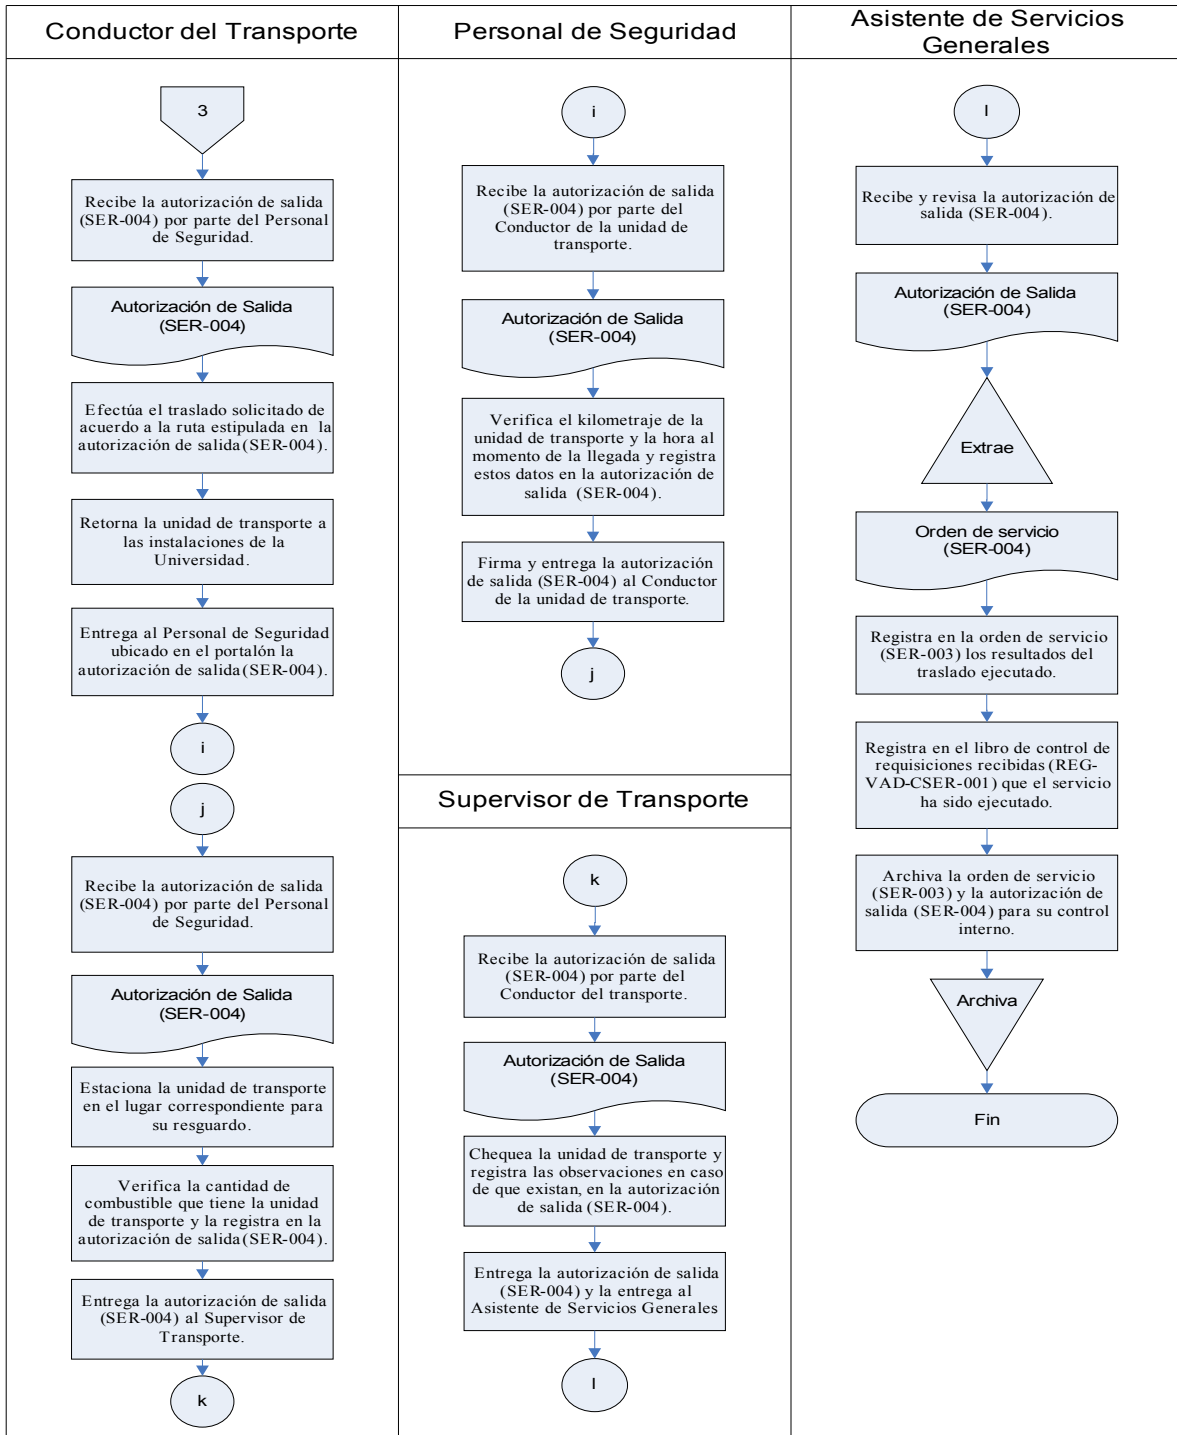 Conductor del Transporte
3
Recibe la autorización de salida
(SER-004) por parte del Personal
de Seguridad.
Autorización de Salida
(SER-004)
Efectúa el traslado solicitado de
acuerdo a la ruta estipulada en la
autorización de salida (SER-004).
Retorna la unidad de transporte a
las instalaciones de la
Universidad.
Entrega al Personal de Seguridad
ubicado en el portalón la
autorización de salida (SER-004).
i
j
Recibe la autorización de salida
(SER-004) por parte del Personal
de Seguridad.
Autorización de Salida
(SER-004)
Estaciona la unidad de transporte
en el lugar correspondiente para
su resguardo.
Verifica la cantidad de
combustible que tiene la unidad
de transporte y la registra en la
autorización de salida (SER-004).
Entrega la autorización de salida
(SER-004) al Supervisor de
Transporte.
k
Personal de Seguridad
i
Recibe la autorización de salida
(SER-004) por parte del
Conductor de la unidad de
transporte.
Autorización de Salida
(SER-004)
Verifica el kilometraje de la
unidad de transporte y la hora al
momento de la llegada y registra
estos datos en la autorización de
salida (SER-004).
Firma y entrega la autorización
de salida (SER-004) al Conductor
de la unidad de transporte.
j
Supervisor de Transporte
k
Recibe la autorización de salida
(SER-004) por parte del
Conductor del transporte.
Autorización de Salida
(SER-004)
Chequea la unidad de transporte y
registra las observaciones en caso
de que existan, en la autorización
de salida (SER-004).
Entrega la autorización de salida
(SER-004) y la entrega al
Asistente de Servicios Generales
l
Asistente de Servicios
Generales
l
Recibe y revisa la autorización de
salida (SER-004).
Autorización de Salida
(SER-004)
Extrae
Orden de servicio
(SER-004)
Registra en la orden de servicio
(SER-003) los resultados del
traslado ejecutado.
Registra en el libro de control de
requisiciones recibidas (REG-
VAD-CSER-001) que el servicio
ha sido ejecutado.
Archiva la orden de servicio
(SER-003) y la autorización de
salida (SER-004) para su control
interno.
Archiva
Fin